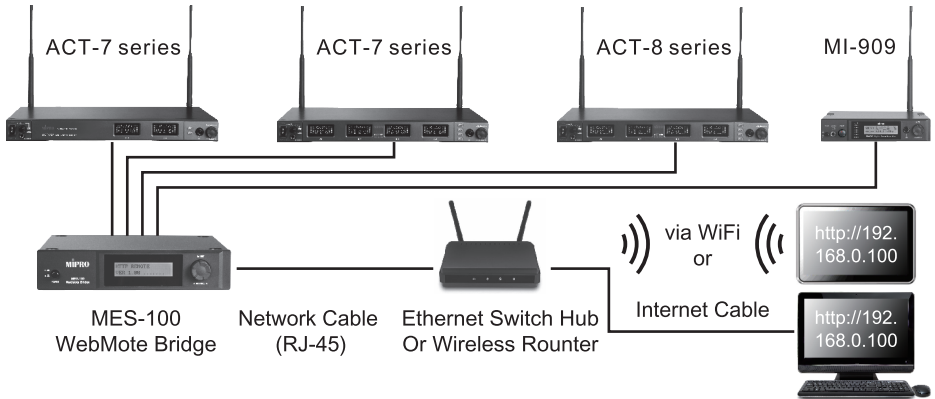 ACT-7 series
ACT-7 series
ACT-8 series
MI-909
MIPRO
MES-100
WebMote Bridge
Network Cable
(RJ-45)
Ethernet Switch Hub
Or Wireless Rounter
via WiFi
or
Internet Cable
http://192.
168.0.100
http://192.
168.0.100